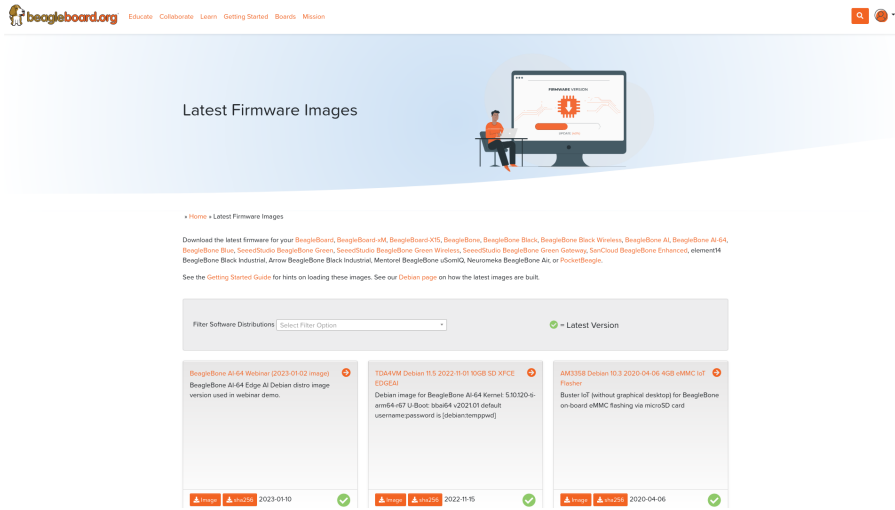 beagleboard.org
Educate Collaborate Learn Getting Started Boards Mission
FIRMWARE VERSION
Latest Firmware Images
» Home » Latest Firmware Images
Download the latest firmware for your BeagleBoard, BeagleBoard-xM, BeagleBoard-X15, BeagleBone, BeagleBone Black, BeagleBone Black Wireless, BeagleBone AI, BeagleBone AI-64,
BeagleBone Blue, SeeedStudio BeagleBone Green, SeeedStudio BeagleBone Green Wireless, SeeedStudio BeagleBone Green Gateway, SanCloud BeagleBone Enhanced, element14
BeagleBone Black Industrial, Arrow BeagleBone Black Industrial, Mentorel BeagleBone uSomIQ, Neuromeka BeagleBone Air, or PocketBeagle.
See the Getting Started Guide for hints on loading these images. See our Debian page on how the latest images are built.
Filter Software Distributions Select Filter Option
= Latest Version
BeagleBone AI-64 Webinar (2023-01-02 image)
BeagleBone AI-64 Edge AI Debian distro image
version used in webinar demo.
Image sha256 2023-01-10
TDA4VM Debian 11.5 2022-11-01 10GB SD XFCE
EDGEAI
Debian image for BeagleBone AI-64 Kernel: 5.10.120-ti-
arm64-r67 U-Boot: bbai64 v2021.01 default
username:password is [debian:temppwd]
Image sha256 2022-11-15
AM3358 Debian 10.3 2020-04-06 4GB eMMC IoT
Flasher
Buster IoT (without graphical desktop) for BeagleBone
on-board eMMC flashing via microSD card
Image sha256 2020-04-06